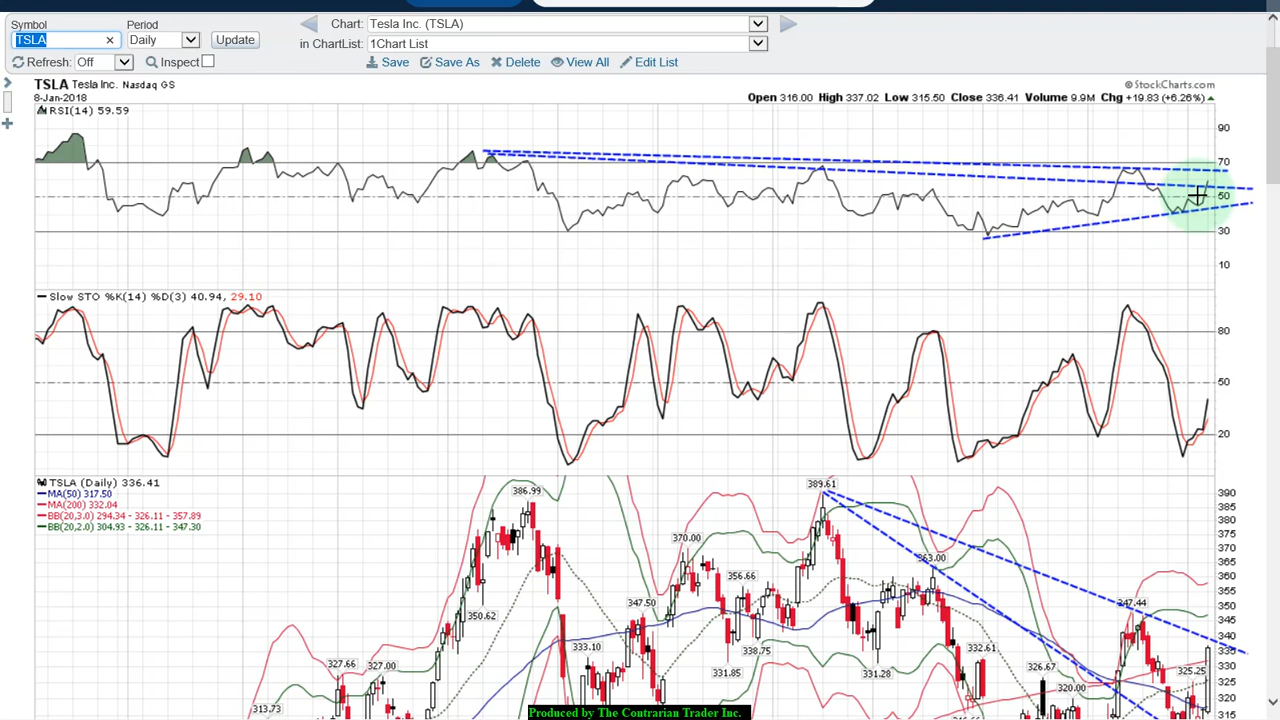 Symbol
Period
Chart:
Tesla Inc. (TSLA)
TSLA
×
Daily
Update
in ChartList:
1Chart List
Refresh:
Off
Inspect
Save
Save As
Delete
View All
Edit List
TSLA Tesla Inc. Nasdaq GS
© StockCharts.com
8-Jan-2018
Open 316.00 High 337.02 Low 315.50 Close 336.41 Volume 9.9M Chg +19.83 (+6.26%)
RSI(14) 59.59
90
70
50
30
10
Slow STO %K(14) %D(3) 40.94, 29.10
80
50
20
TSLA (Daily) 336.41
MA(50) 317.50
MA(200) 332.04
BB(20,3.0) 294.34 - 326.11 - 357.89
BB(20,2.0) 304.93 - 326.11 - 347.30
386.99
389.61
370.00
363.00
356.66
350.62
347.50
347.44
333.10
338.75
331.85
331.28
332.61
327.66
327.00
326.67
325.25
320.00
313.73
390
385
380
375
370
365
360
355
350
345
340
335
330
325
320
315
Produced by The Contrarian Trader Inc.